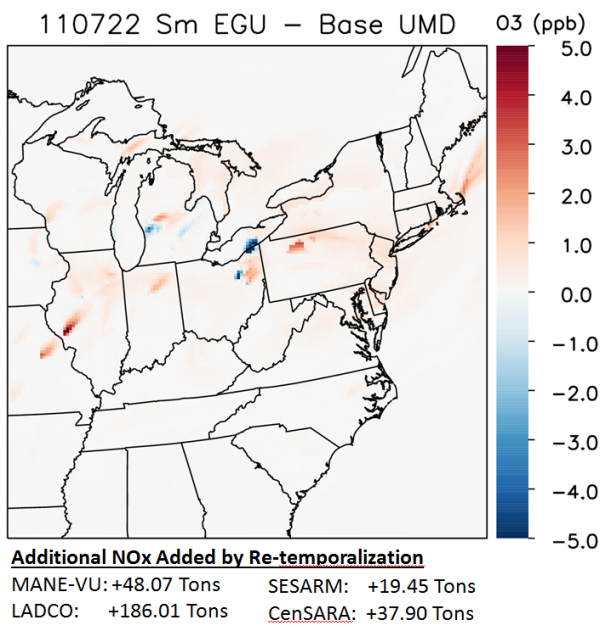 110722 Sm EGU − Base UMD
O3 (ppb)
5.0
4.0
3.0
2.0
1.0
0.0
−1.0
−2.0
−3.0
−4.0
−5.0
Additional NOx Added by Re-temporalization
MANE-VU: +48.07 Tons SESARM: +19.45 Tons
LADCO: +186.01 Tons CenSARA: +37.90 Tons